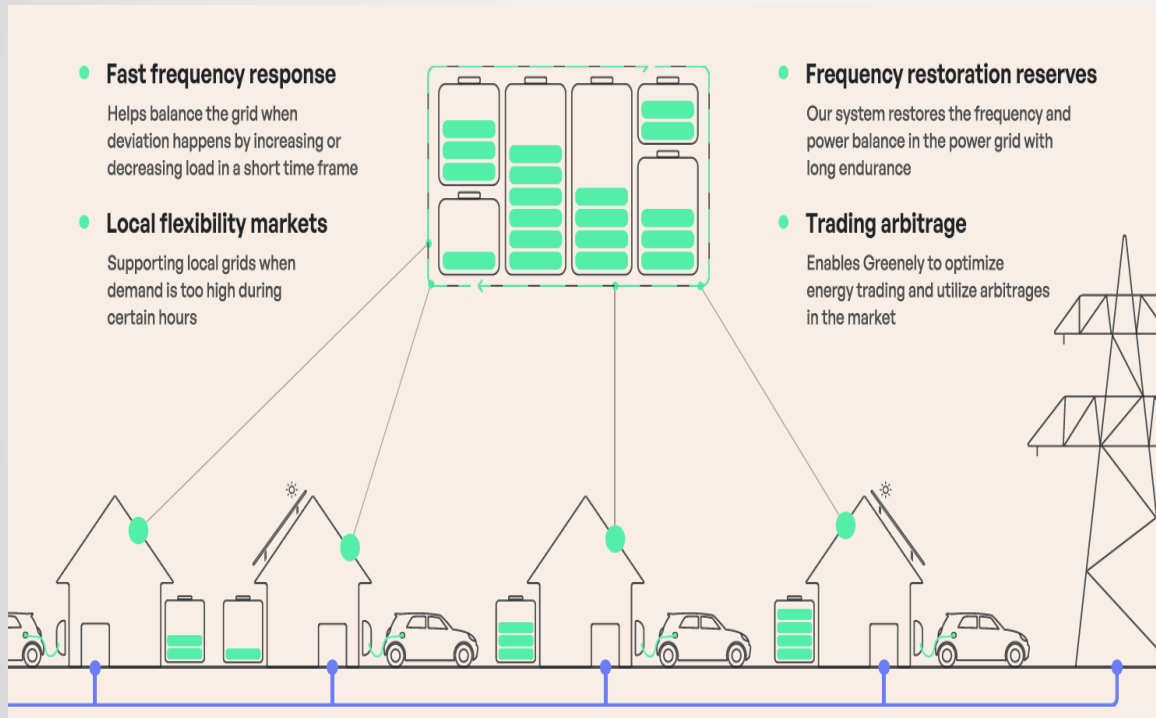 Fast frequency response
Helps balance the grid when
deviation happens by increasing or
decreasing load in a short time frame
Local flexibility markets
Supporting local grids when
demand is too high during
certain hours
Frequency restoration reserves
Our system restores the frequency and
power balance in the power grid with
long endurance
Trading arbitrage
Enables Greenely to optimize
energy trading and utilize arbitrages
in the market